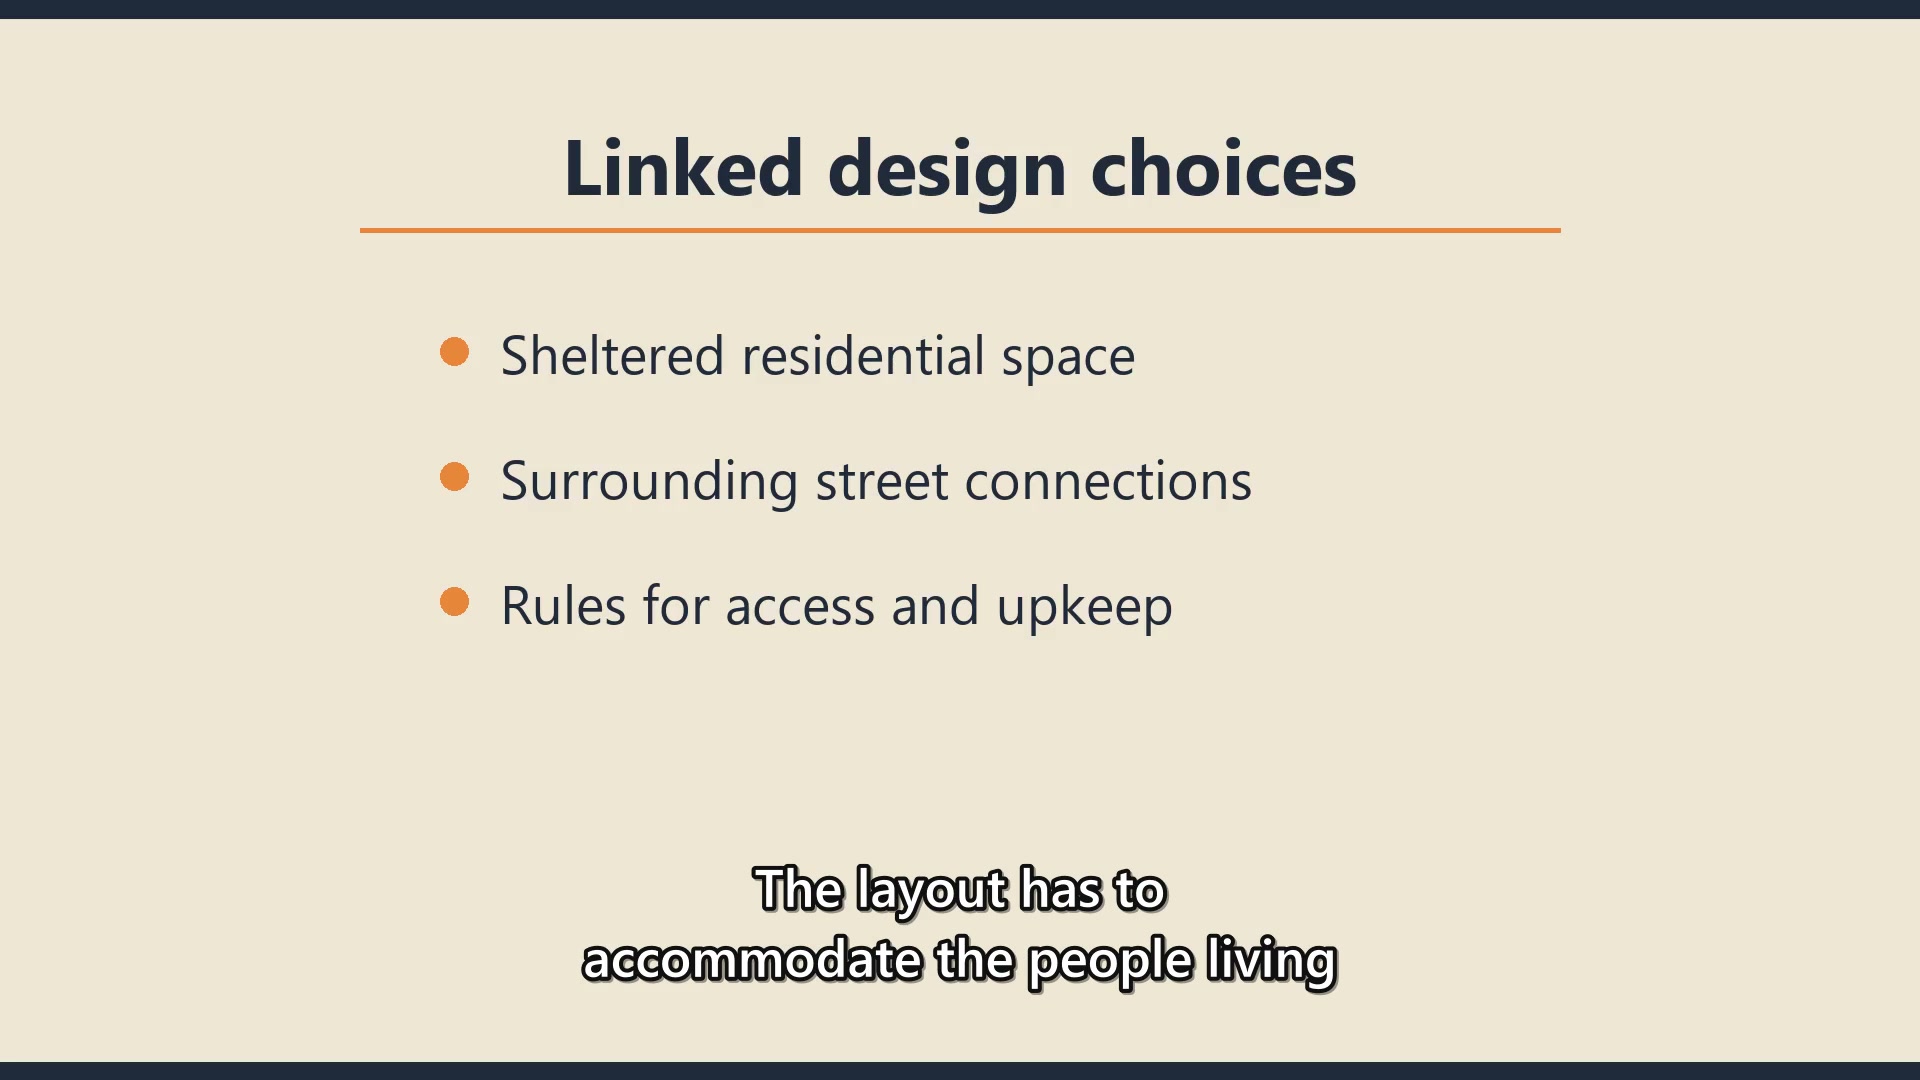 Linked design choices
Sheltered residential space
Surrounding street connections
Rules for access and upkeep
The layout has to
accommodate the people living